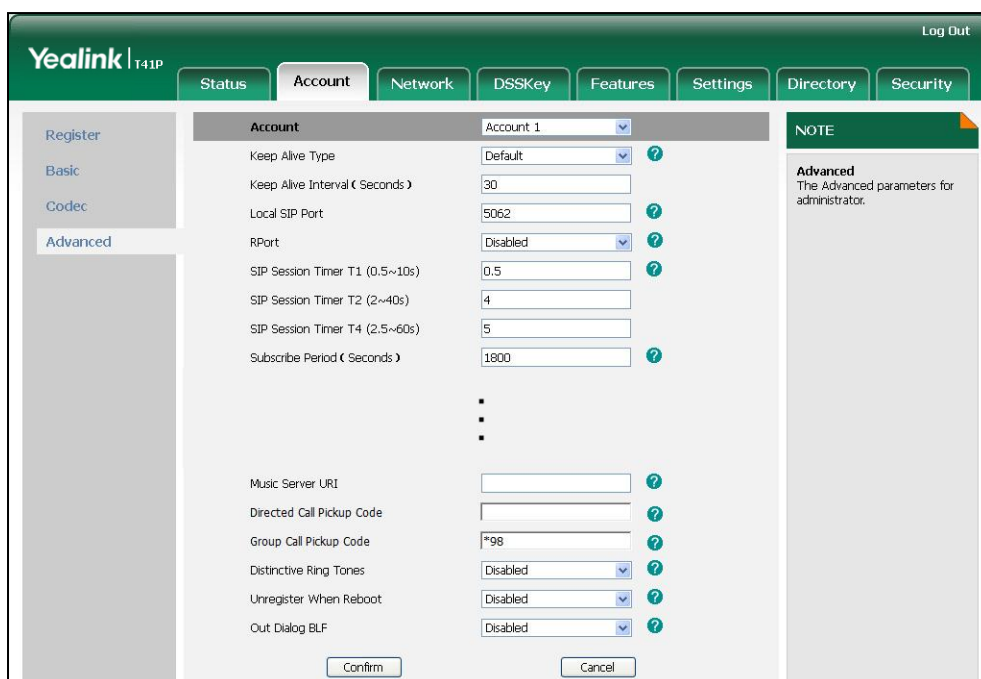 Log Out
Yealink | T41P
Status Account Network DSSKey Features Settings Directory Security
Register
Basic
Codec
Advanced
Account Account 1
Keep Alive Type Default ?
Keep Alive Interval ( Seconds ) 30
Local SIP Port 5062 ?
RPort Disabled ?
SIP Session Timer T1 (0.5~10s) 0.5 ?
SIP Session Timer T2 (2~40s) 4
SIP Session Timer T4 (2.5~60s) 5
Subscribe Period ( Seconds ) 1800 ?
Music Server URI ?
Directed Call Pickup Code ?
Group Call Pickup Code *98 ?
Distinctive Ring Tones Disabled ?
Unregister When Reboot Disabled ?
Out Dialog BLF Disabled ?
Confirm Cancel
NOTE
Advanced
The Advanced parameters for
administrator.